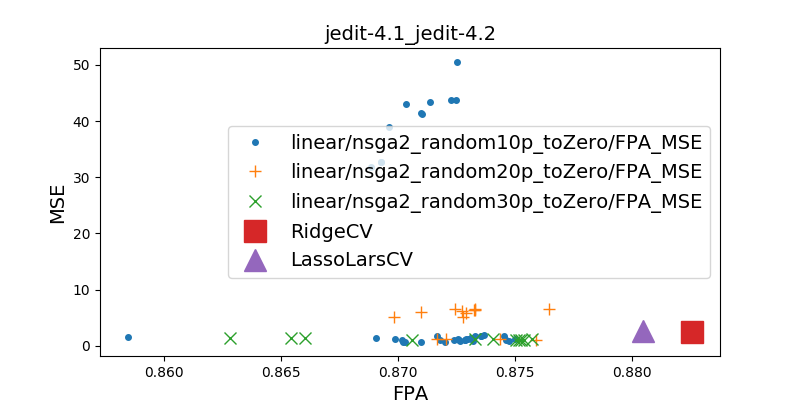 jedit-4.1_jedit-4.2
50
40
30
20
10
0
MSE
linear/nsga2_random10p_toZero/FPA_MSE
linear/nsga2_random20p_toZero/FPA_MSE
linear/nsga2_random30p_toZero/FPA_MSE
RidgeCV
LassoLarsCV
0.860 0.865 0.870 0.875 0.880
FPA